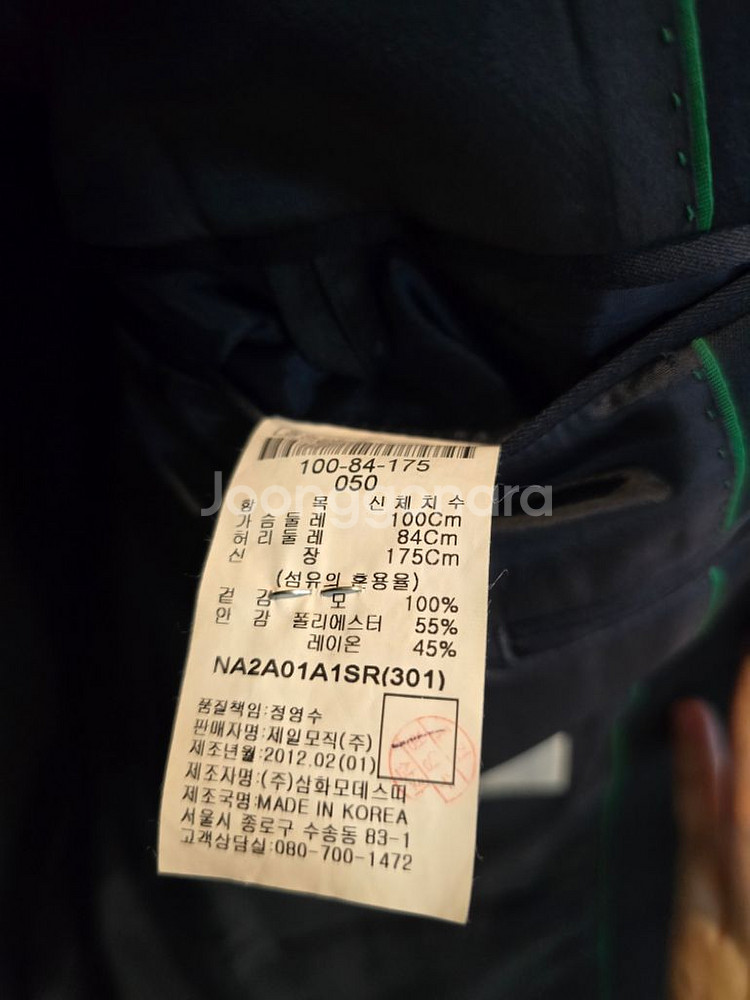 100-84-175
050
항 목 신체치수
가슴둘레 100Cm
허리둘레 84Cm
신 장 175Cm
(섬유의 혼용율)
겉 감 모 100%
안 감 폴리에스터 55%
레이온 45%
NA2A01A1SR(301)
품질책임:정영수
판매자명:제일모직(주)
제조년월:2012.02(01)
제조자명:(주)삼화모데스띠
제조국명:MADE IN KOREA
서울시 종로구 수송동 83-1
고객상담실:080-700-1472
Joonggonara